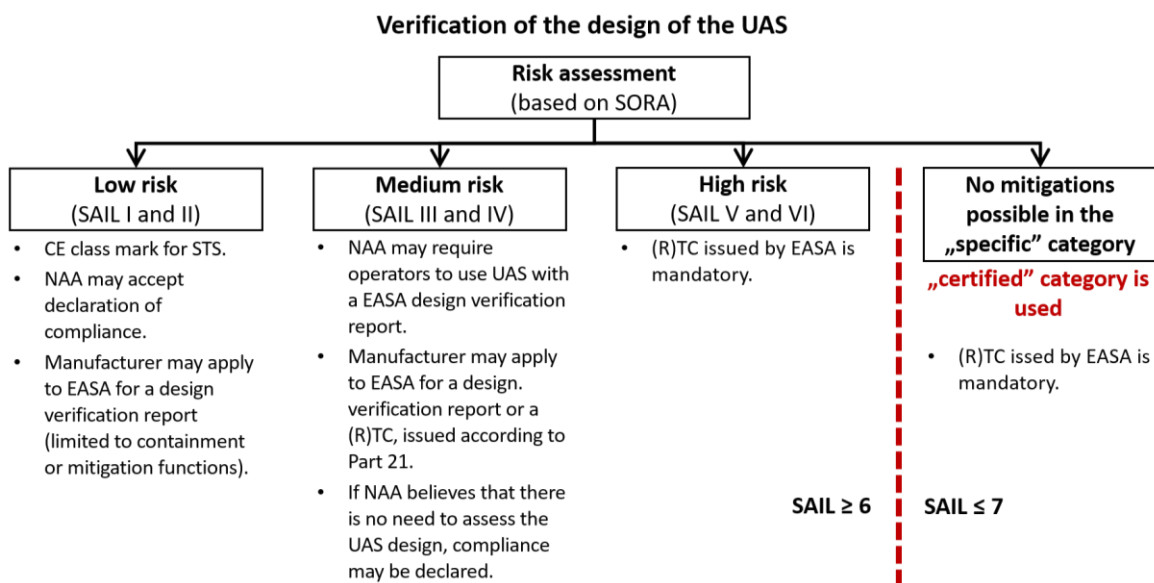 Verification of the design of the UAS
Risk assessment
(based on SORA)
Low risk
(SAIL I and II)
• CE class mark for STS.
• NAA may accept
declaration of
compliance.
• Manufacturer may apply
to EASA for a design
verification report
(limited to containment
or mitigation functions).
Medium risk
(SAIL III and IV)
• NAA may require
operators to use UAS with
a EASA design verification
report.
• Manufacturer may apply
to EASA for a design.
verification report or a
(R)TC, issued according to
Part 21.
• If NAA believes that there
is no need to assess the
UAS design, compliance
may be declared.
High risk
(SAIL V and VI)
• (R)TC issued by EASA is
mandatory.
No mitigations
possible in the
„specific” category
„certified” category is
used
• (R)TC issed by EASA is
mandatory.
SAIL ≥ 6
SAIL ≤ 7